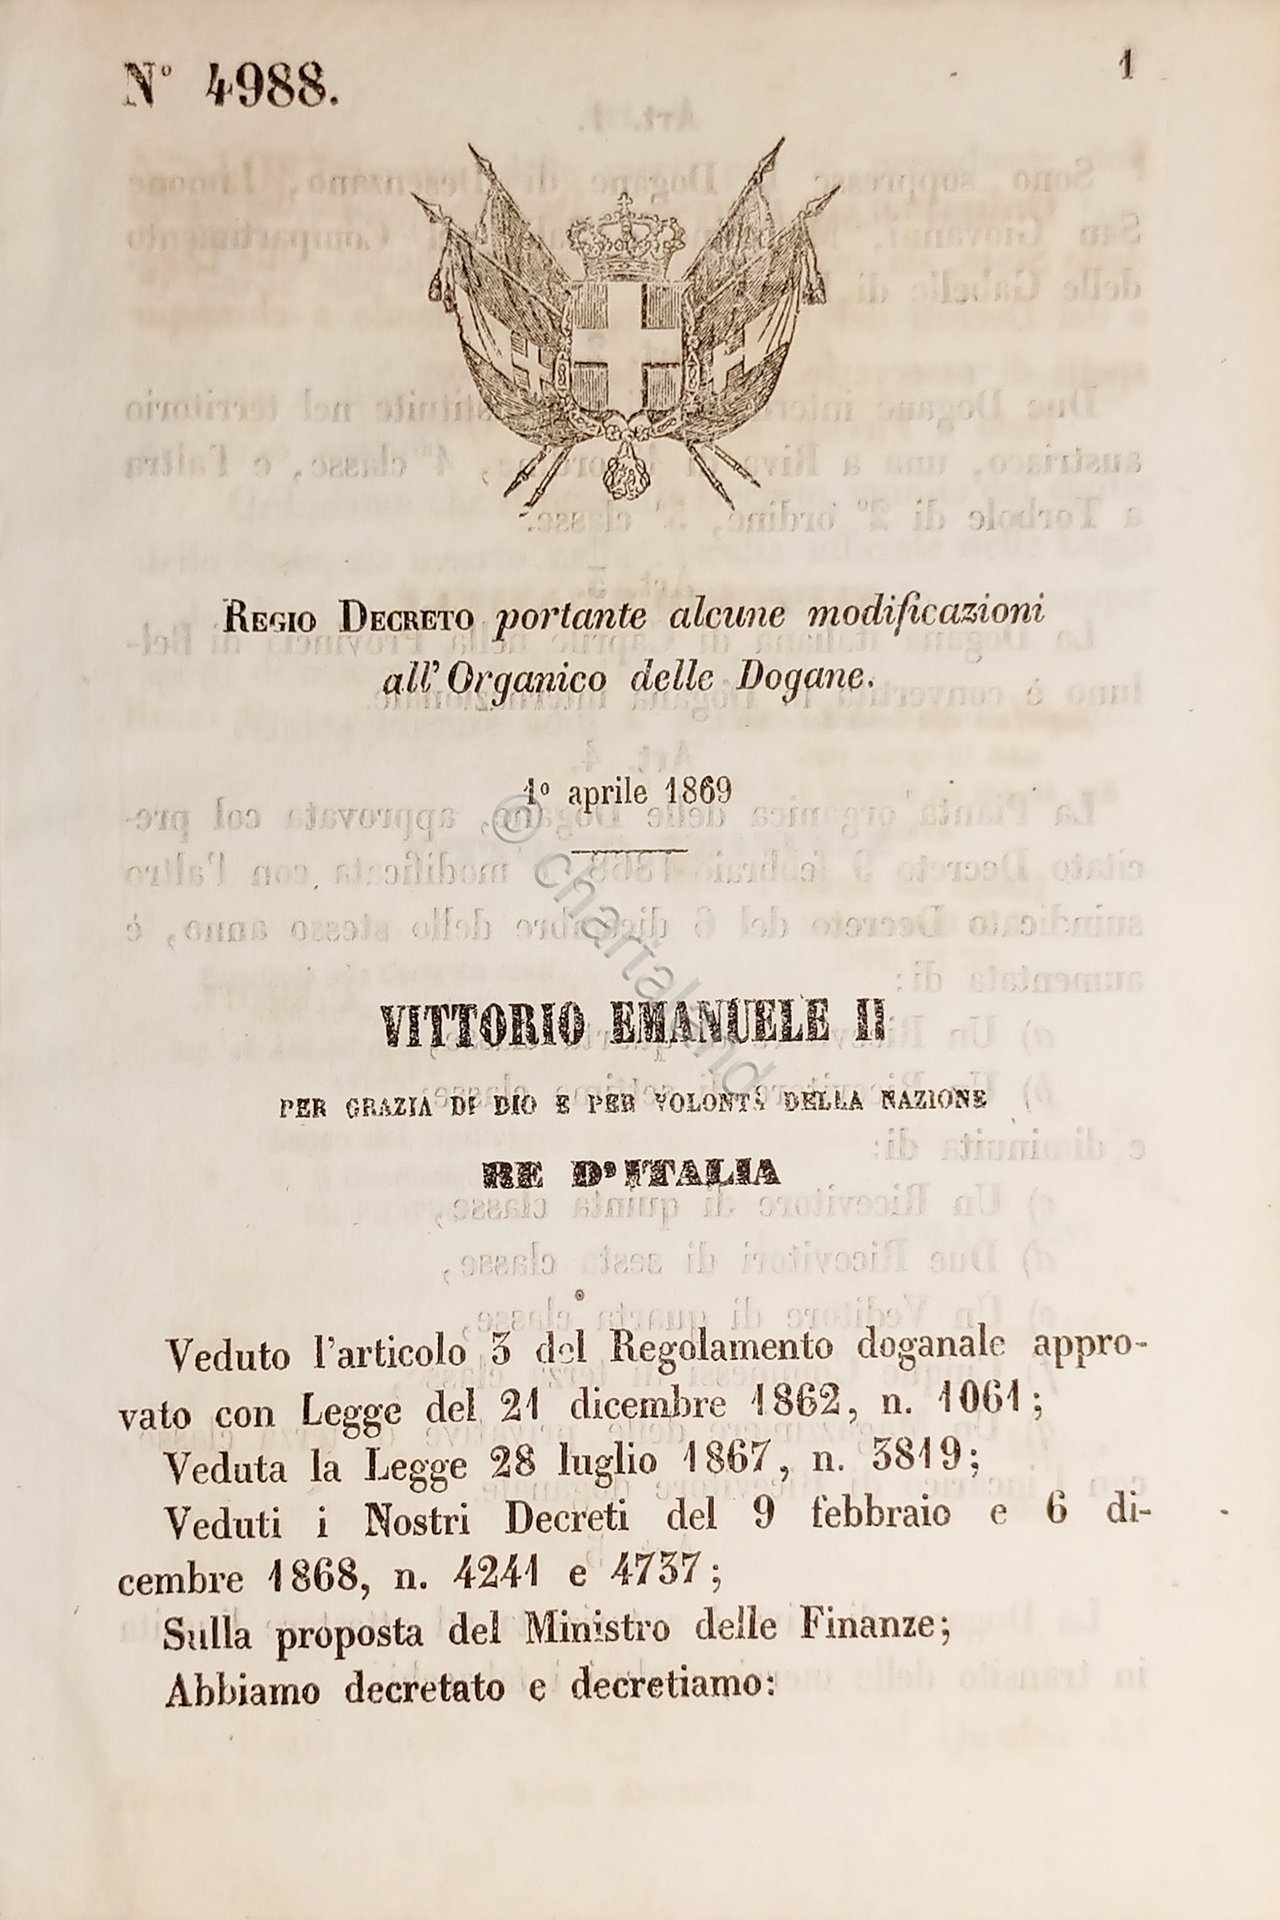 N° 4988.
1
REGIO DECRETO portante alcune modificazioni
all' Organico delle Dogane.
1° aprile 1869
VITTORIO EMANUELE II
PER GRAZIA DI DIO E PER VOLONTÀ DELLA NAZIONE
RE D'ITALIA
Veduto l'articolo 3 del Regolamento doganale appro-
vato con Legge del 21 dicembre 1862, n. 1061;
Veduta la Legge 28 luglio 1867, n. 3819;
Veduti i Nostri Decreti del 9 febbraio e 6 di-
cembre 1868, n. 4241 e 4737;
Sulla proposta del Ministro delle Finanze;
Abbiamo decretato e decretiamo:
© chartaland